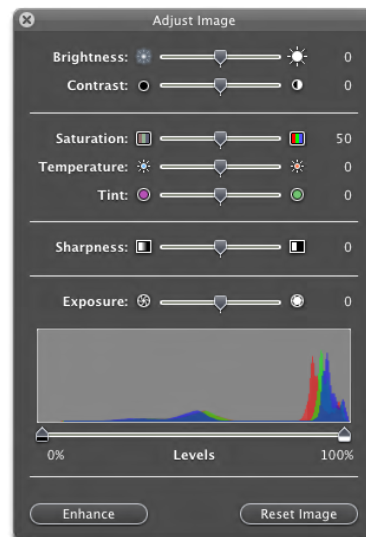 Adjust Image
Brightness: 0
Contrast: 0
Saturation: 50
Temperature: 0
Tint: 0
Sharpness: 0
Exposure: 0
0% Levels 100%
Enhance Reset Image